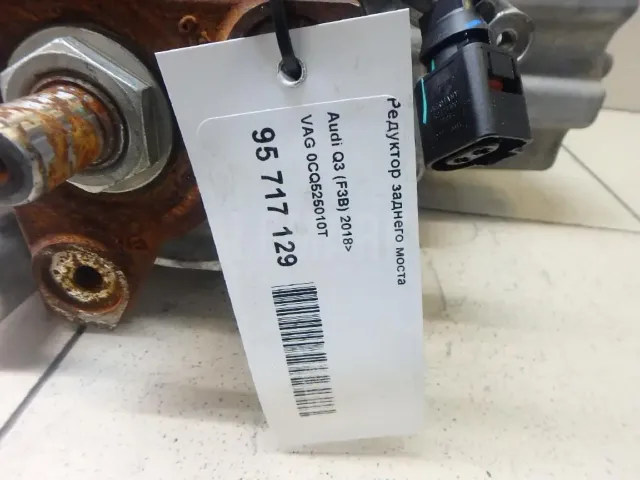 Редуктор заднего моста
Audi Q3 (F3B) 2018>
VAG 0CQ525010T
95 717 129